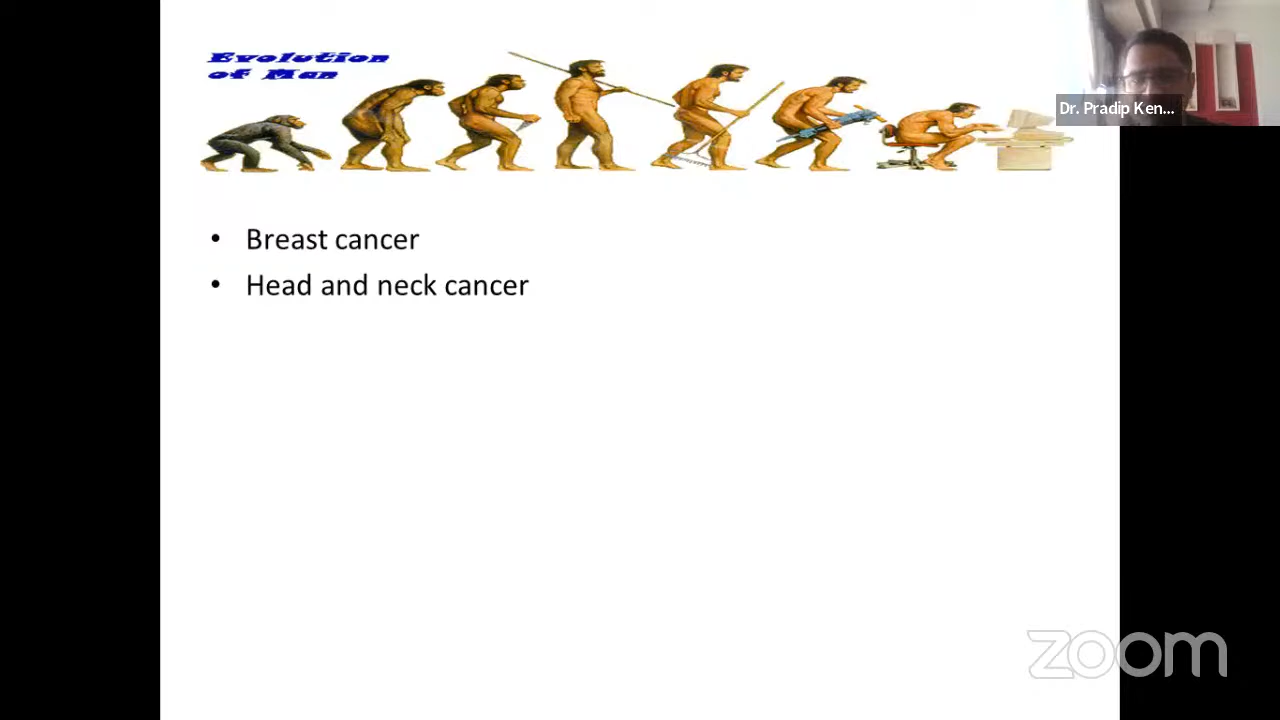 Evolution
of Man
Dr. Pradip Ken...
• Breast cancer
• Head and neck cancer
zoom